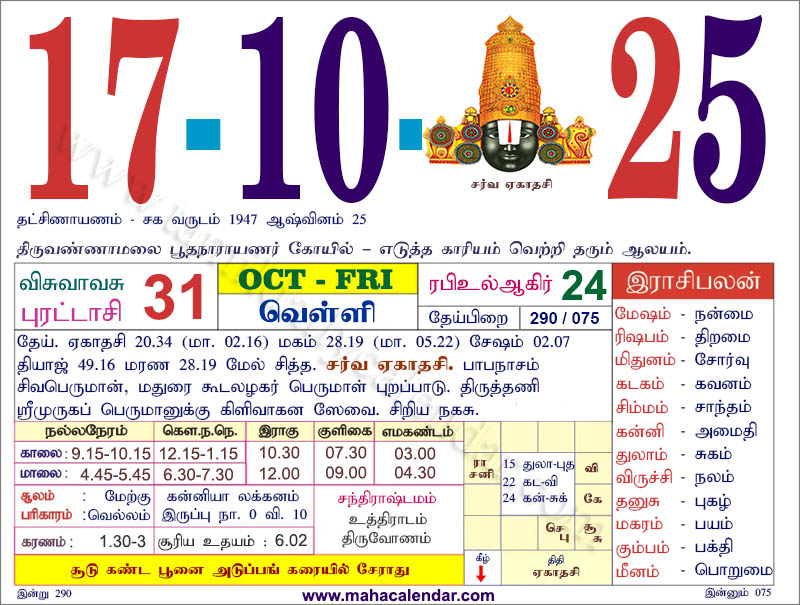 17-10-25
சர்வ ஏகாதசி
தட்சிணாயணம் - சக வருடம் 1947 ஆஷ்வினம் 25
திருவண்ணாமலை பூதநாராயணர் கோயில் – எடுத்த காரியம் வெற்றி தரும் ஆலயம்.
விசுவாவசு
புரட்டாசி 31
OCT - FRI
வெள்ளி
ரபிஉல்ஆகிர் 24
தேய்பிறை 290 / 075
தேய். ஏகாதசி 20.34 (மா. 02.16) மகம் 28.19 (மா. 05.22) சேஷம் 02.07
தியாஜ் 49.16 மரண 28.19 மேல் சித்த. சர்வ ஏகாதசி. பாபநாசம்
சிவபெருமான், மதுரை கூடலழகர் பெருமாள் புறப்பாடு. திருத்தணி
ஸ்ரீமுருகப் பெருமானுக்கு கிளிவாகன ஸேவை. சிறிய நகசு.
இராசிபலன்
மேஷம் - நன்மை
ரிஷபம் - திறமை
மிதுனம் - சோர்வு
கடகம் - கவனம்
சிம்மம் - சாந்தம்
கன்னி - அமைதி
துலாம் - சுகம்
விருச்சி - நலம்
தனுசு - புகழ்
மகரம் - பயம்
கும்பம் - பக்தி
மீனம் - பொறுமை
நல்லநேரம் கௌ.ந.நெ. இராகு குளிகை எமகண்டம்
காலை: 9.15-10.15 12.15-1.15 10.30 07.30 03.00
மாலை: 4.45-5.45 6.30-7.30 12.00 09.00 04.30
சூலம் : மேற்கு
பரிகாரம் :வெல்லம்
கன்னியா லக்கனம்
இருப்பு நா. 0 வி. 10
கரணம் : 1.30-3
சூரிய உதயம் : 6.02
சந்திராஷ்டமம்
உத்திராடம்
திருவோணம்
ரா
சனி
15 துலா-புத
22 கட-வி
24 கன்-சுக்
வி
கே
செ
பு
சூ
சு
கீழ்
திதி
ஏகாதசி
சூடு கண்ட பூனை அடுப்பங் கரையில் சேராது
இன்று 290
www.mahacalendar.com
இன்னும் 075